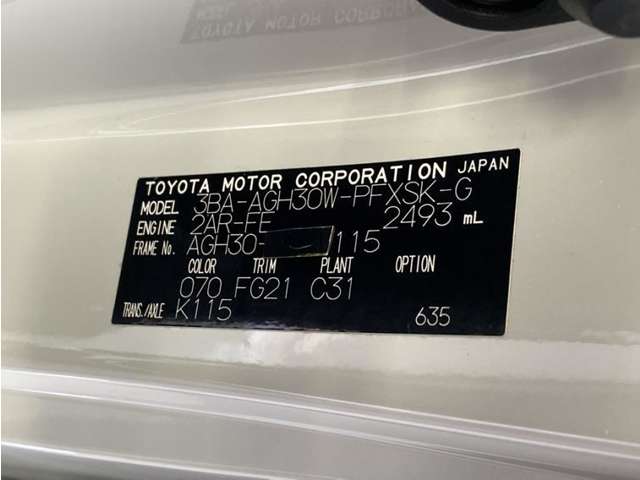 TOYOTA MOTOR CORPORATION JAPAN
MODEL 3BA-AGH30W-PFXSK-G
ENGINE 2AR-FE 2493 mL
FRAME No. AGH30- 115
COLOR TRIM PLANT OPTION
070 FG21 C31
TRANS./AXLE K115 635